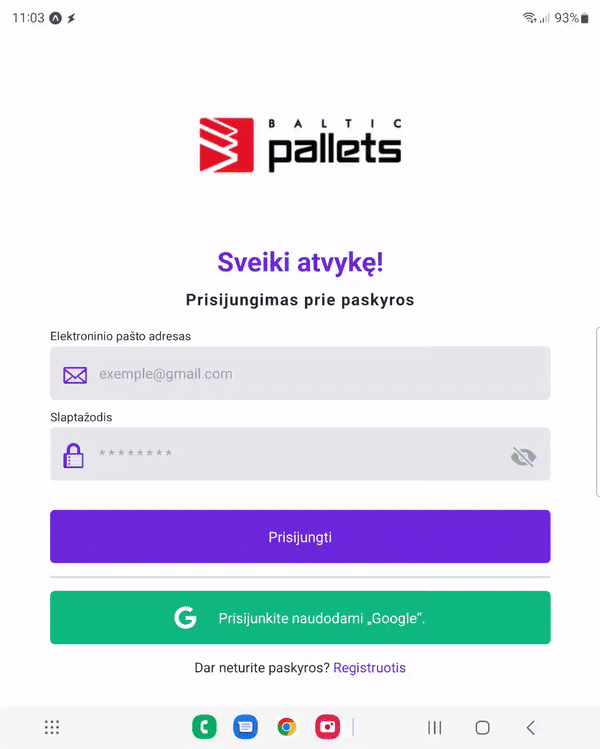 11:03
93%
BALTIC
pallets
Sveiki atvykę!
Prisijungimas prie paskyros
Elektroninio pašto adresas
exemple@gmail.com
Slaptažodis
********
Prisijungti
Prisijunkite naudodami „Google“.
Dar neturite paskyros? Registruotis